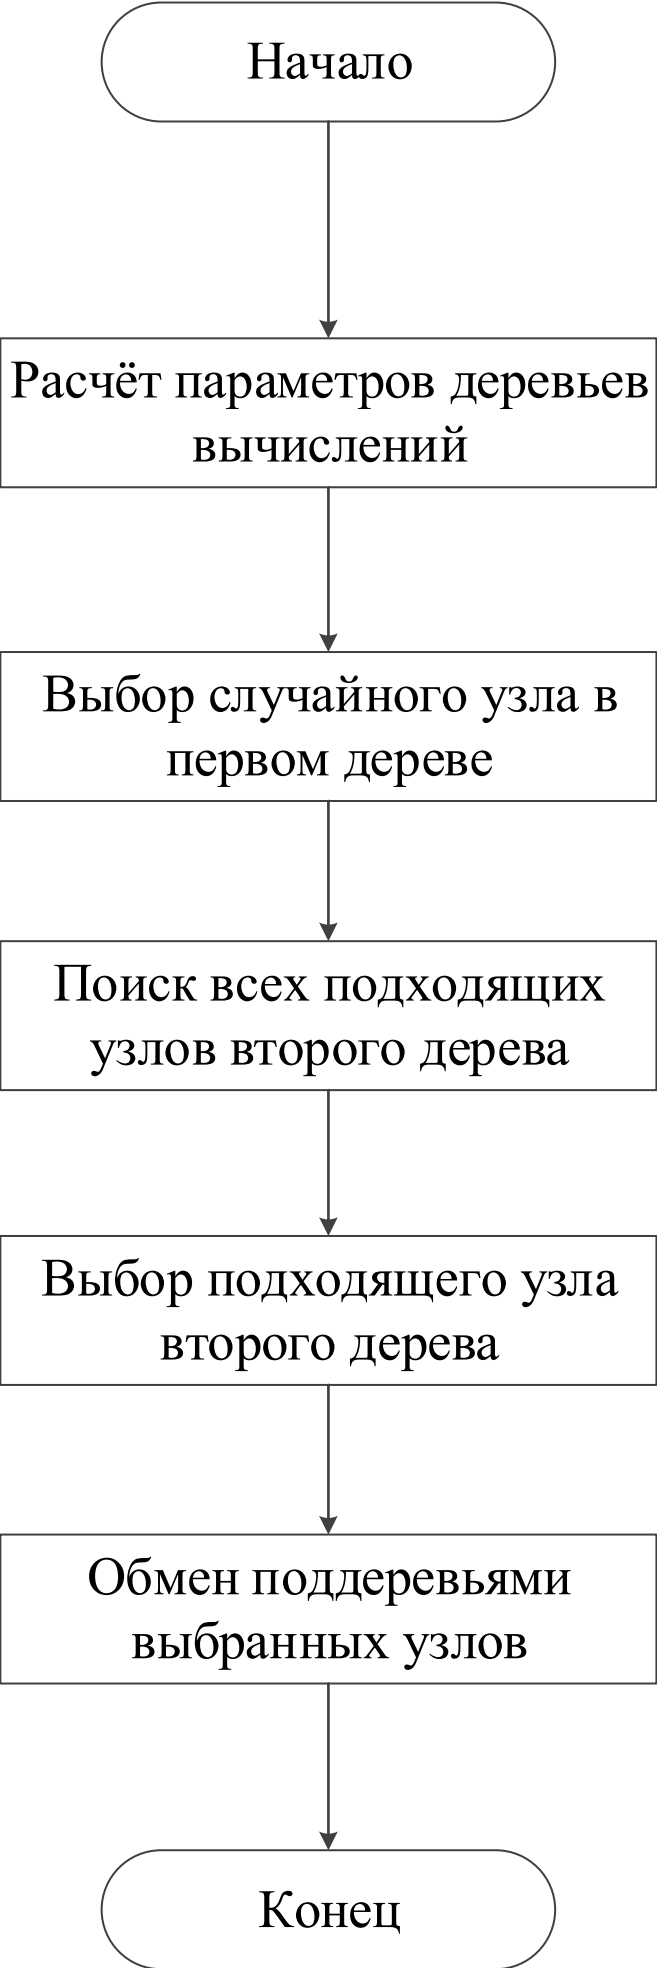 Начало
Расчёт параметров деревьев
вычислений
Выбор случайного узла в
первом дереве
Поиск всех подходящих
узлов второго дерева
Выбор подходящего узла
второго дерева
Обмен поддеревьями
выбранных узлов
Конец